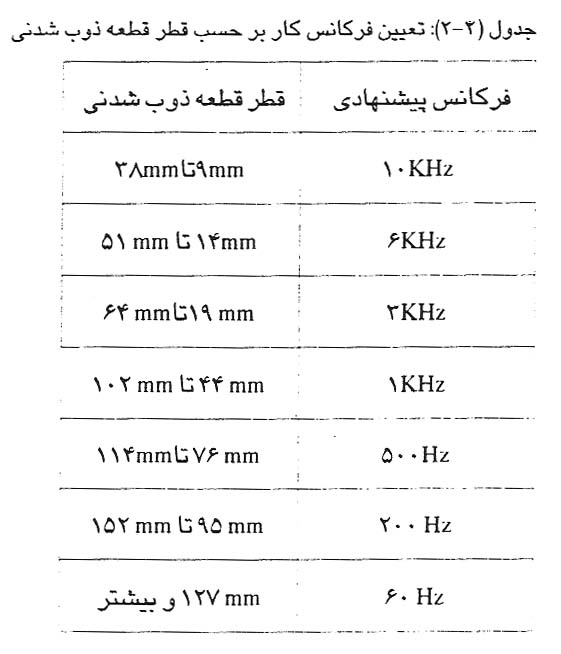 جدول (۴-۲): تعیین فرکانس کار بر حسب قطر قطعه ذوب شدنی
فرکانس پیشنهادی قطر قطعه ذوب شدنی
۱۰KHz ۹mmتا۳۸mm
۶KHz ۱۴mm تا ۵۱ mm
۳KHz ۱۹ mmتا۶۴ mm
۱KHz ۴۴ mm تا ۱۰۲ mm
۵۰۰Hz ۷۶ mmتا۱۱۴mm
۲۰۰ Hz ۹۵ mm تا ۱۵۲ mm
۶۰ Hz ۱۲۷ mm و بیشتر